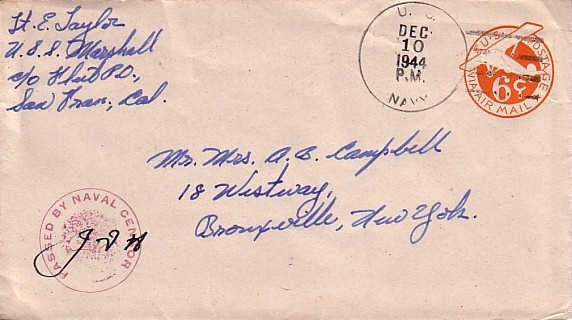 Lt. E. Taylor
U.S.S. Marshall
c/o Fleet P.O.,
San Fran, Cal.
U. S.
DEC
10
1944
P.M.
NAVY
U.S. POSTAGE
6¢
VIA AIR MAIL
Mr. Mrs. A. B. Campbell
18 Westway,
Bronxville, New York.
PASSED BY NAVAL CENSOR